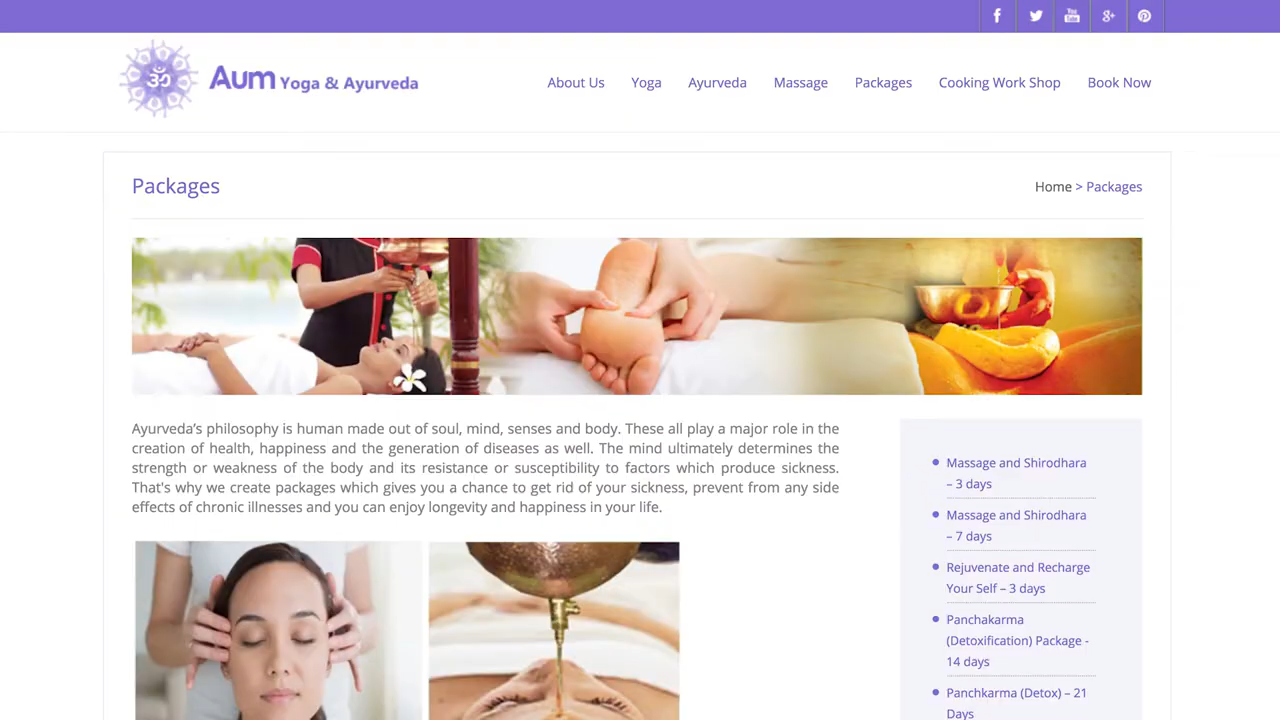 ॐ
Aum Yoga & Ayurveda
About Us Yoga Ayurveda Massage Packages Cooking Work Shop Book Now
Packages
Home > Packages
Ayurveda’s philosophy is human made out of soul, mind, senses and body. These all play a major role in the
creation of health, happiness and the generation of diseases as well. The mind ultimately determines the
strength or weakness of the body and its resistance or susceptibility to factors which produce sickness.
That's why we create packages which gives you a chance to get rid of your sickness, prevent from any side
effects of chronic illnesses and you can enjoy longevity and happiness in your life.
Massage and Shirodhara
– 3 days
Massage and Shirodhara
– 7 days
Rejuvenate and Recharge
Your Self – 3 days
Panchakarma
(Detoxification) Package -
14 days
Panchkarma (Detox) – 21
Days